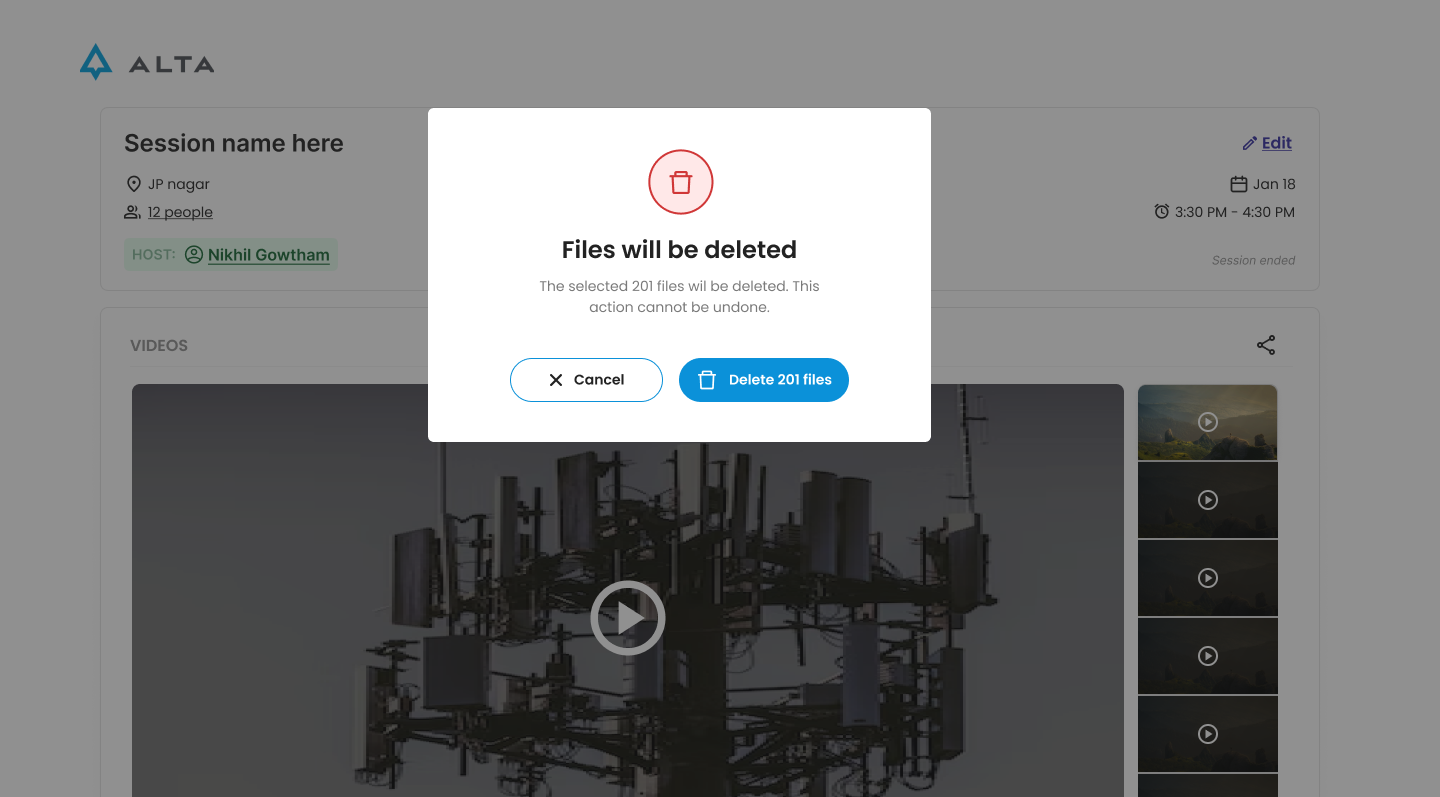 ALTA
Session name here
Edit
JP nagar
Jan 18
12 people
3:30 PM - 4:30 PM
HOST: Nikhil Gowtham
Session ended
Files will be deleted
The selected 201 files wil be deleted. This
action cannot be undone.
Cancel
Delete 201 files
VIDEOS